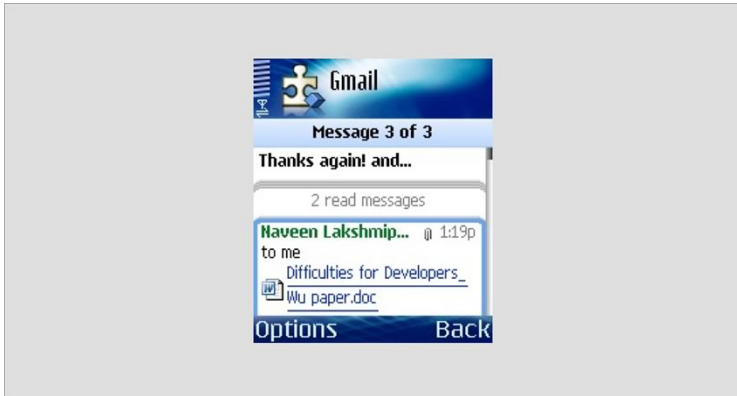 Gmail
Message 3 of 3
Thanks again! and...
2 read messages
Naveen Lakshmip... 1:19p
to me
Difficulties for Developers_
Wu paper.doc
Options Back